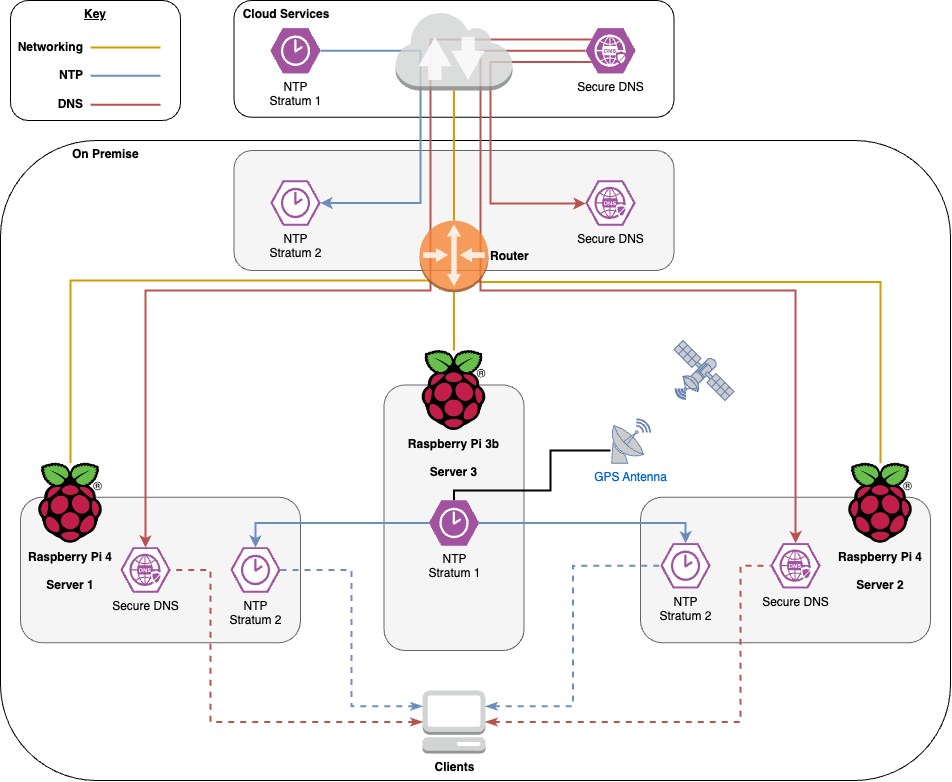 Key
Networking
NTP
DNS
Cloud Services
NTP
Stratum 1
DNS
Secure DNS
On Premise
NTP
Stratum 2
DNS
Secure DNS
Router
®
Raspberry Pi 3b
Server 3
GPS Antenna
NTP
Stratum 1
®
Raspberry Pi 4
Server 1
DNS
Secure DNS
NTP
Stratum 2
NTP
Stratum 2
DNS
Secure DNS
®
Raspberry Pi 4
Server 2
Clients